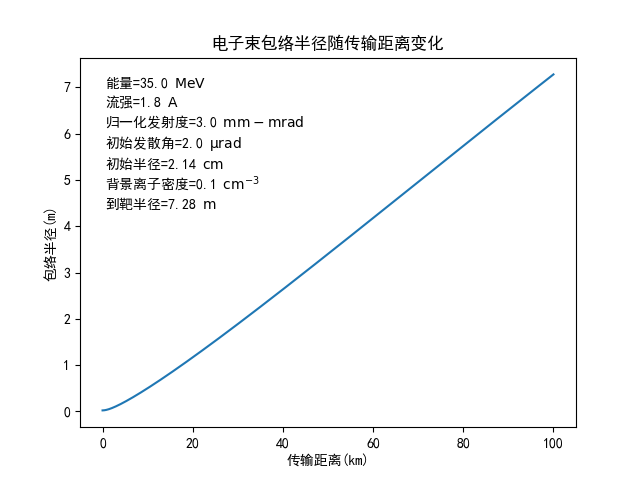 电子束包络半径随传输距离变化
能量=35.0 MeV
流强=1.8 A
归一化发射度=3.0 mm − mrad
初始发散角=2.0 μrad
初始半径=2.14 cm
背景离子密度=0.1 cm⁻³
到靶半径=7.28 m
包络半径(m)
7
6
5
4
3
2
1
0
0 20 40 60 80 100
传输距离(km)